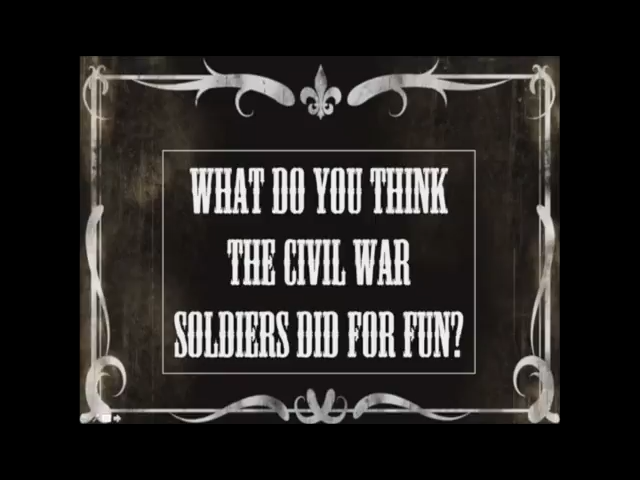 WHAT DO YOU THINK
THE CIVIL WAR
SOLDIERS DID FOR FUN?